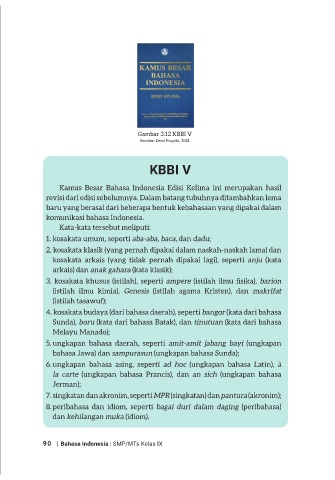 KAMUS BESAR
BAHASA
INDONESIA
EDISI KELIMA
Gambar 3.12 KBBI V
Sumber: Dewi Puspita, 2021
KBBI V
Kamus Besar Bahasa Indonesia Edisi Kelima ini merupakan hasil
revisi dari edisi sebelumnya. Dalam batang tubuhnya ditambahkan lema
baru yang berasal dari beberapa bentuk kebahasaan yang dipakai dalam
komunikasi bahasa Indonesia.
Kata-kata tersebut meliputi:
1. kosakata umum, seperti aba-aba, baca, dan dadu;
2. kosakata klasik (yang pernah dipakai dalam naskah-naskah lama) dan
kosakata arkais (yang tidak pernah dipakai lagi), seperti anju (kata
arkais) dan anak gahara (kata klasik);
3. kosakata khusus (istilah), seperti ampere (istilah ilmu fisika), barion
(istilah ilmu kimia), Genesis (istilah agama Kristen), dan makrifat
(istilah tasawuf);
4. kosakata budaya (dari bahasa daerah), seperti bangor (kata dari bahasa
Sunda), boru (kata dari bahasa Batak), dan tinutuan (kata dari bahasa
Melayu Manado);
5. ungkapan bahasa daerah, seperti amit-amit jabang bayi (ungkapan
bahasa Jawa) dan sampurasun (ungkapan bahasa Sunda);
6. ungkapan bahasa asing, seperti ad hoc (ungkapan bahasa Latin), à
la carte (ungkapan bahasa Prancis), dan an sich (ungkapan bahasa
Jerman);
7. singkatan dan akronim, seperti MPR (singkatan) dan pantura (akronim);
8. peribahasa dan idiom, seperti bagai duri dalam daging (peribahasa)
dan kehilangan muka (idiom).
90 | Bahasa Indonesia | SMP/MTs Kelas IX